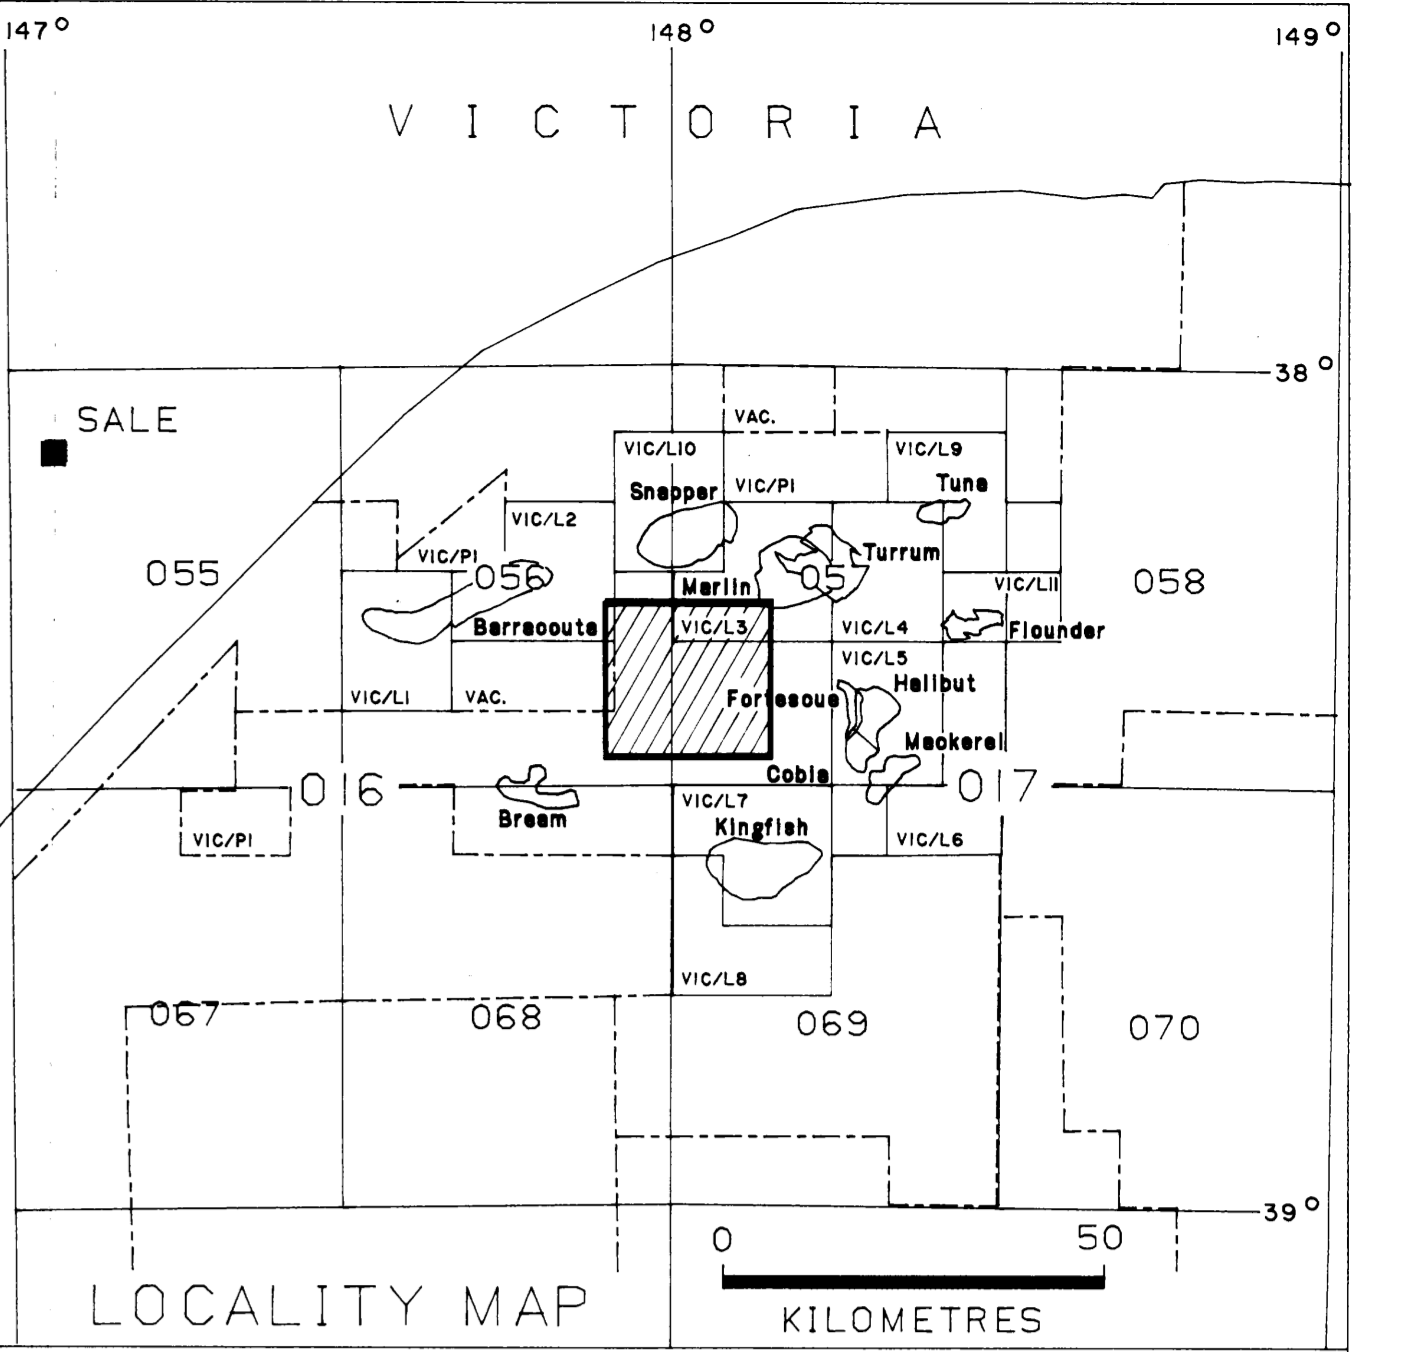 147° 148° 149°
VICTORIA
38°
SALE
VAC.
VIC/L10 VIC/L9
Snapper VIC/P1 Tuna
VIC/L2
VIC/P1 Turrum
055 056 05 058
Marlin VIC/L11
Barracouta VIC/L3 VIC/L4 Flounder
VIC/L5
Halibut
VIC/L1 VAC. Fortescue
Mackerel
Cobia
016 017
VIC/L7
Bream Kingfish
VIC/P1 VIC/L6
VIC/L8
067 068 069 070
39°
0 50
LOCALITY MAP KILOMETRES